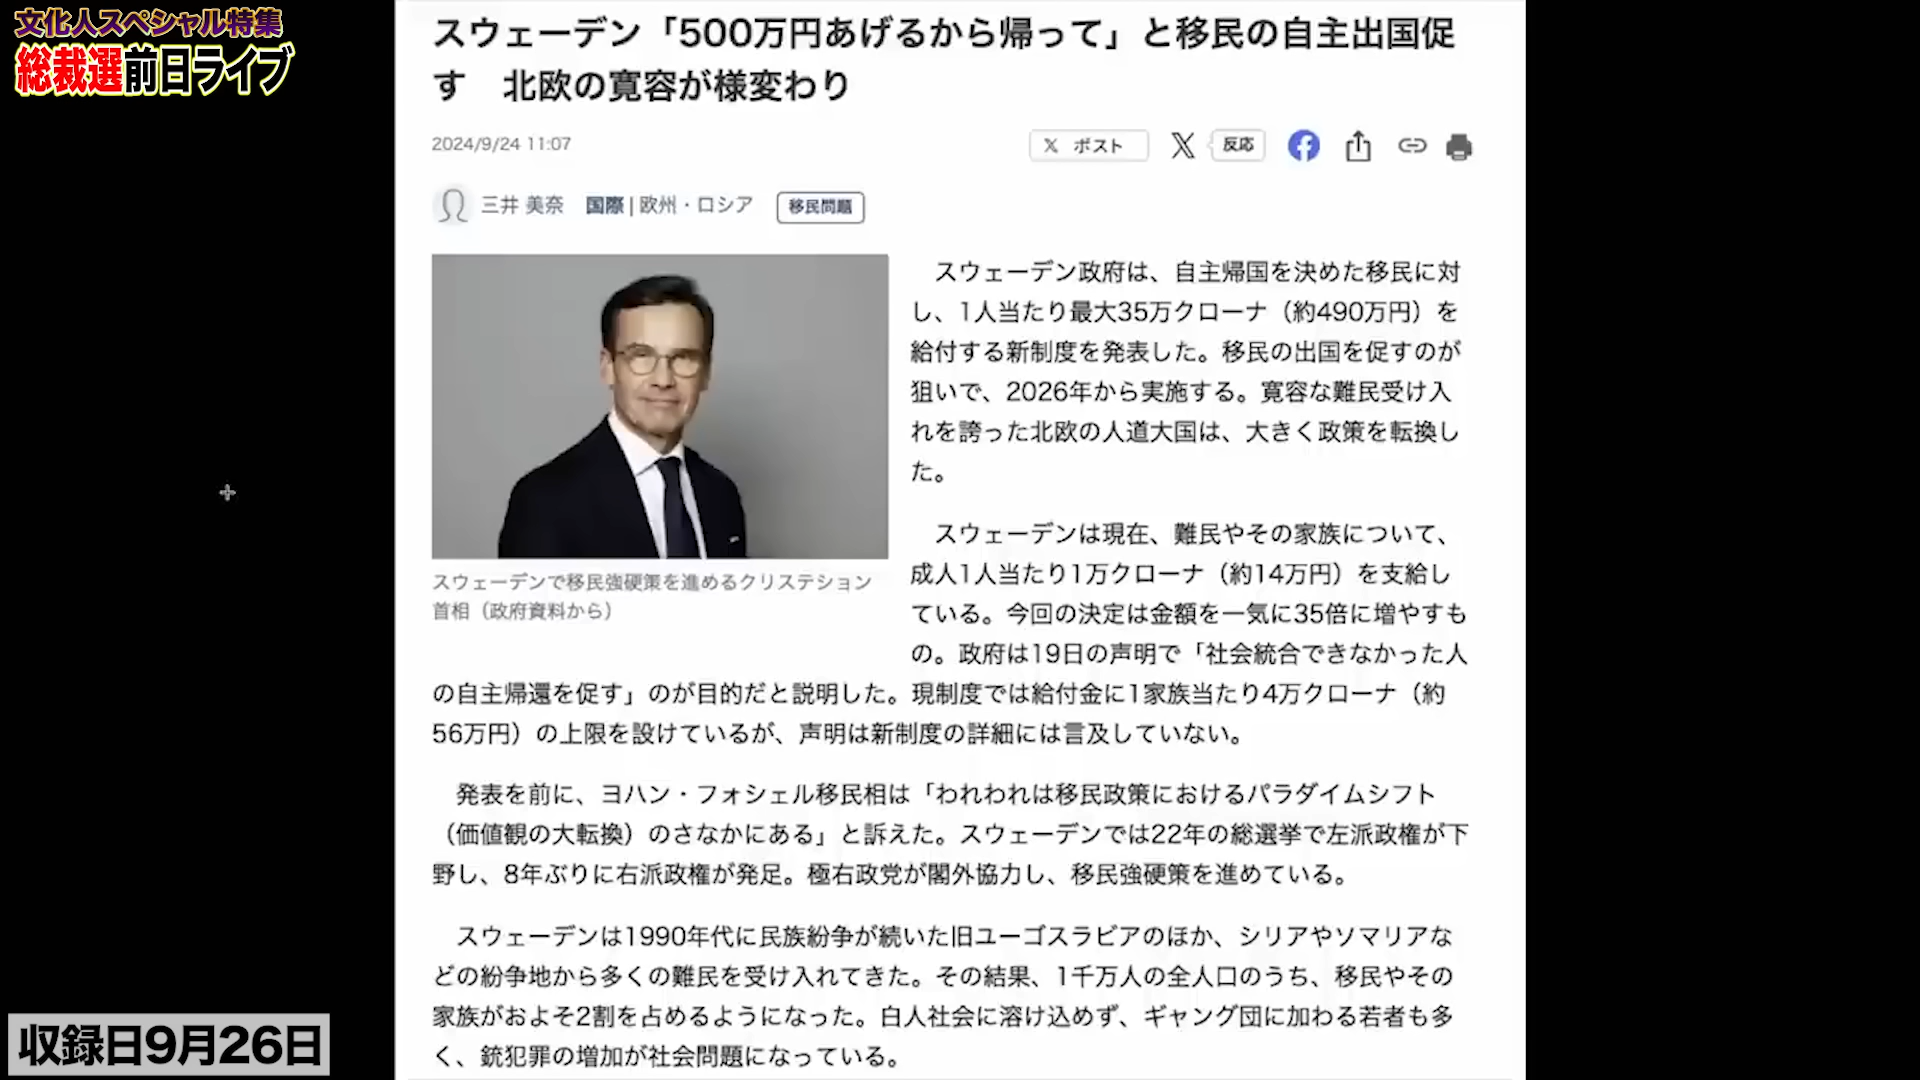 文化人スペシャル特集
総裁選前日ライブ
スウェーデン「500万円あげるから帰って」と移民の自主出国促
す　北欧の寛容が様変わり
2024/9/24 11:07
X ポスト
X 反応
三井 美奈　国際 | 欧州・ロシア　移民問題
スウェーデンで移民強硬策を進めるクリステション
首相（政府資料から）
スウェーデン政府は、自主帰国を決めた移民に対
し、1人当たり最大35万クローナ（約490万円）を
給付する新制度を発表した。移民の出国を促すのが
狙いで、2026年から実施する。寛容な難民受け入
れを誇った北欧の人道大国は、大きく政策を転換し
た。
スウェーデンは現在、難民やその家族について、
成人1人当たり1万クローナ（約14万円）を支給し
ている。今回の決定は金額を一気に35倍に増やすも
の。政府は19日の声明で「社会統合できなかった人
の自主帰還を促す」のが目的だと説明した。現制度では給付金に1家族当たり4万クローナ（約
56万円）の上限を設けているが、声明は新制度の詳細には言及していない。
発表を前に、ヨハン・フォシェル移民相は「われわれは移民政策におけるパラダイムシフト
（価値観の大転換）のさなかにある」と訴えた。スウェーデンでは22年の総選挙で左派政権が下
野し、8年ぶりに右派政権が発足。極右政党が閣外協力し、移民強硬策を進めている。
スウェーデンは1990年代に民族紛争が続いた旧ユーゴスラビアのほか、シリアやソマリアな
どの紛争地から多くの難民を受け入れてきた。その結果、1千万人の全人口のうち、移民やその
家族がおよそ2割を占めるようになった。白人社会に溶け込めず、ギャング団に加わる若者も多
く、銃犯罪の増加が社会問題になっている。
収録日9月26日